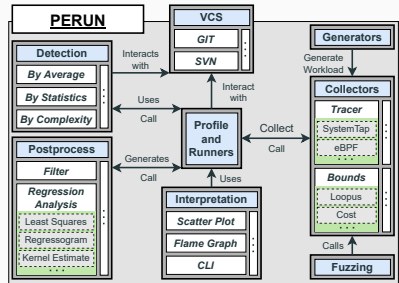 PERUN
VCS
GIT
SVN
Generators
Detection
By Average
By Statistics
By Complexity
Interacts
with
Generate
Workload
Interact
with
Uses
Call
Collectors
Tracer
SystemTap
eBPF
...
Bounds
Loopus
Cost
...
Profile
and
Runners
Collect
Call
Postprocess
Filter
Regression
Analysis
Least Squares
Regressogram
Kernel Estimate
...
Generates
Call
Uses
Interpretation
Scatter Plot
Flame Graph
CLI
Calls
Fuzzing